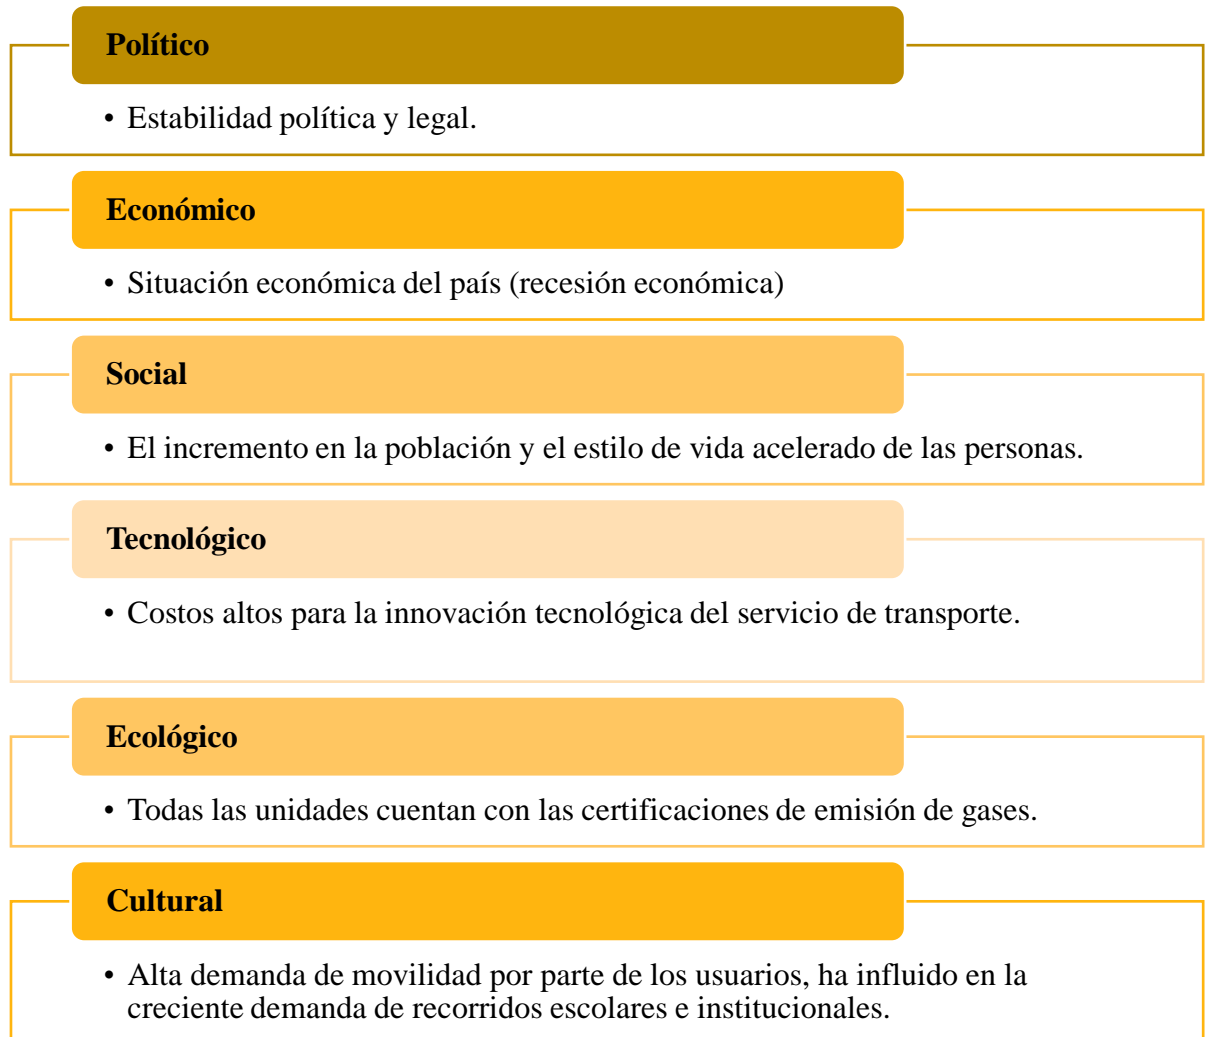 Político
• Estabilidad política y legal.
Económico
• Situación económica del país (recesión económica)
Social
• El incremento en la población y el estilo de vida acelerado de las personas.
Tecnológico
• Costos altos para la innovación tecnológica del servicio de transporte.
Ecológico
• Todas las unidades cuentan con las certificaciones de emisión de gases.
Cultural
• Alta demanda de movilidad por parte de los usuarios, ha influido en la
creciente demanda de recorridos escolares e institucionales.